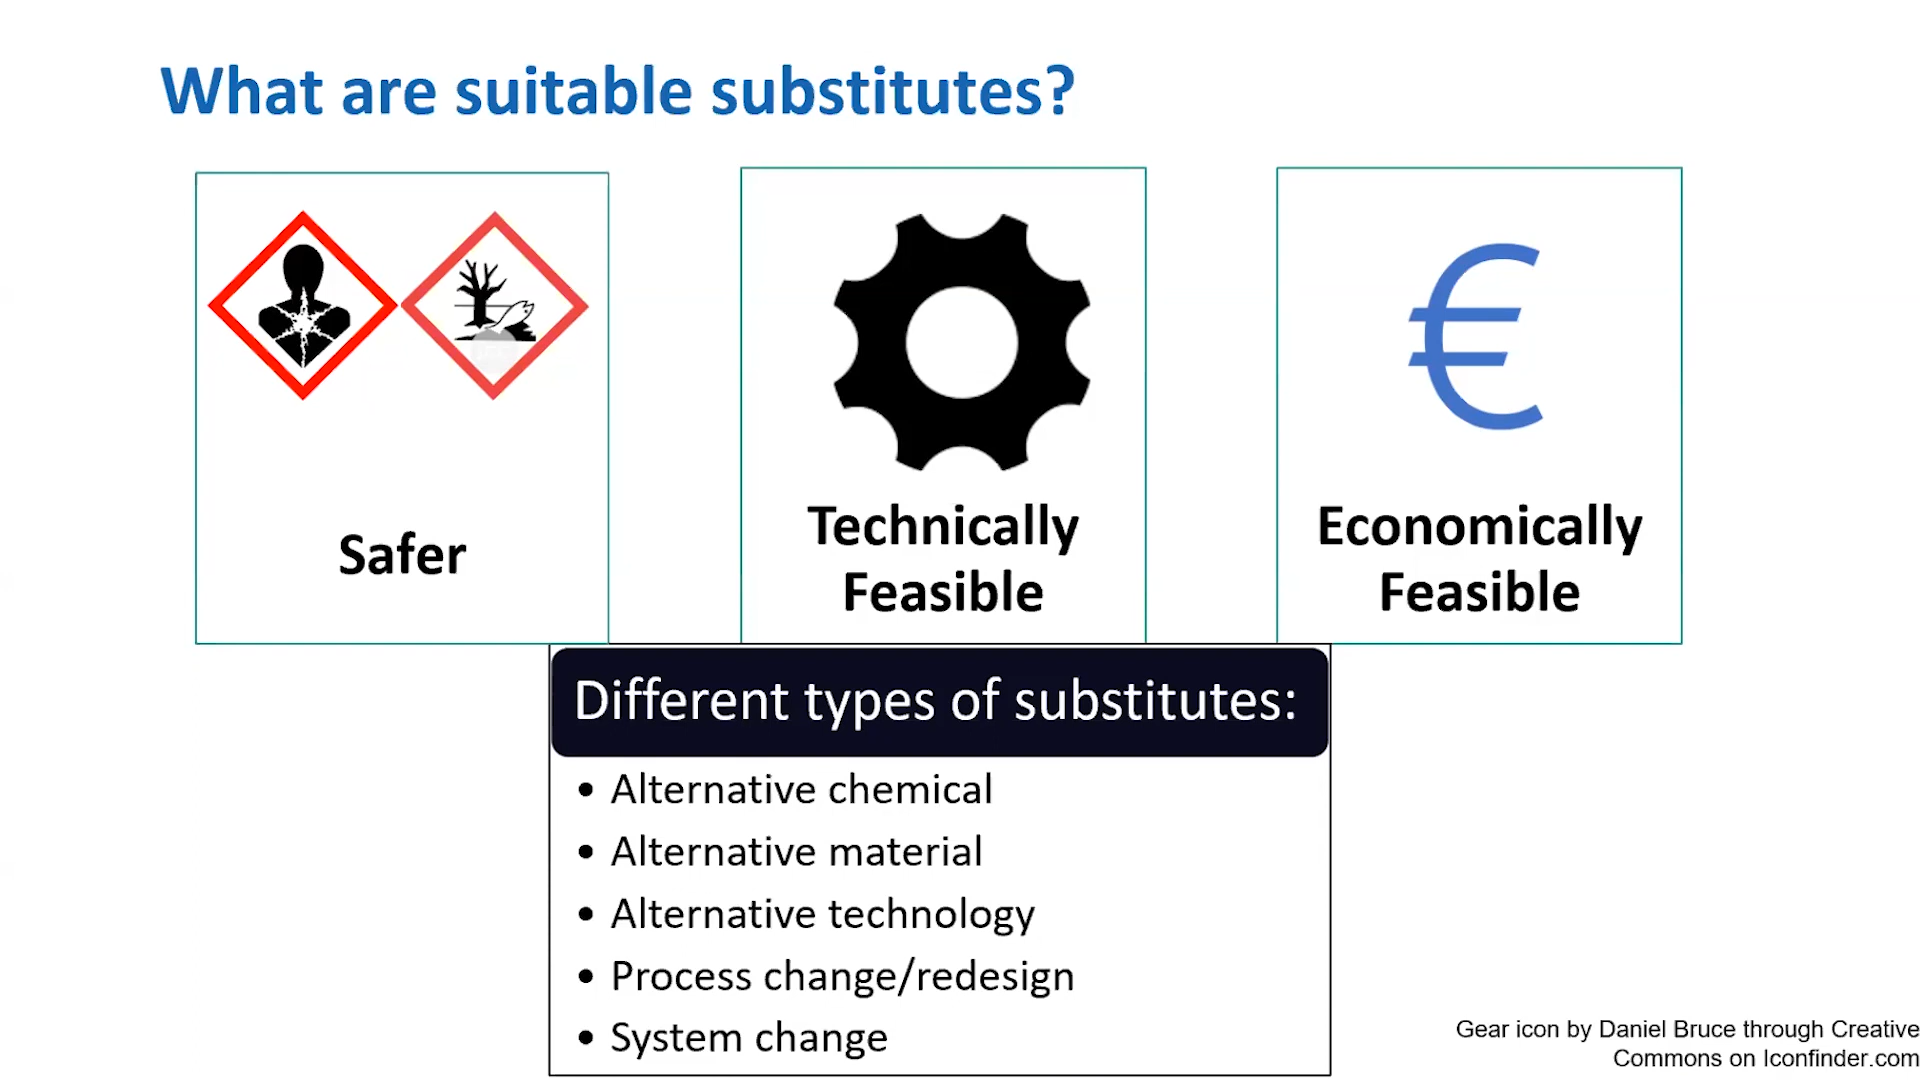 What are suitable substitutes?
Safer
Technically
Feasible
€
Economically
Feasible
Different types of substitutes:
• Alternative chemical
• Alternative material
• Alternative technology
• Process change/redesign
• System change
Gear icon by Daniel Bruce through Creative
Commons on Iconfinder.com